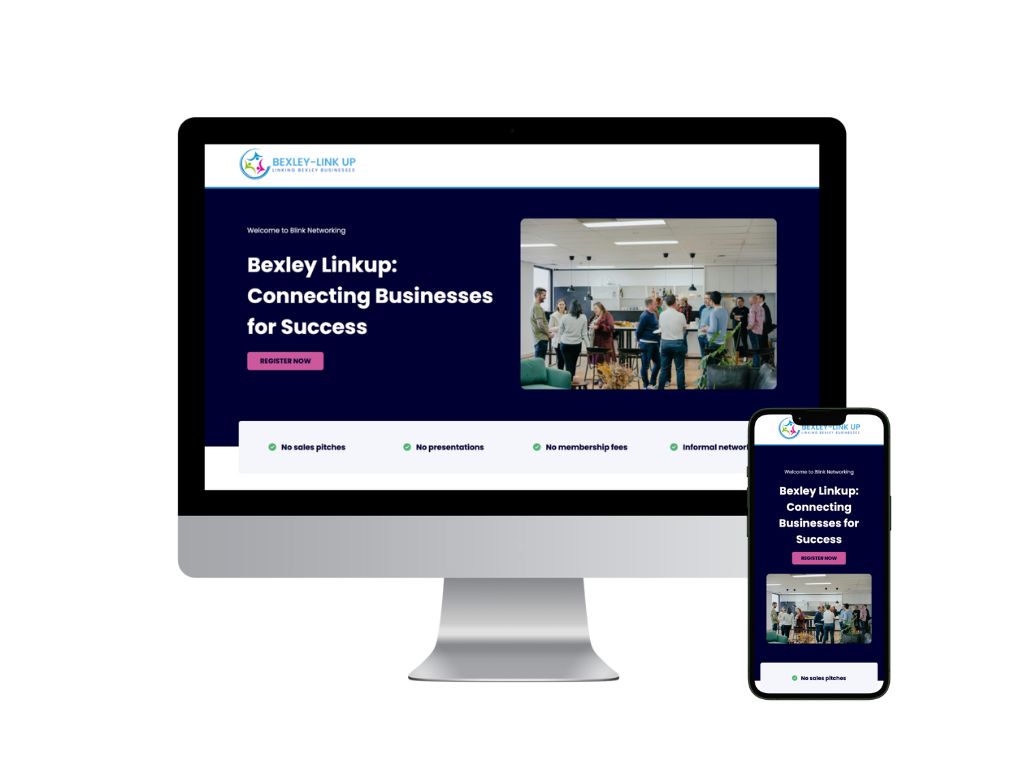 BEXLEY-LINK UP
LINKING BEXLEY BUSINESSES
Welcome to Blink Networking
Bexley Linkup:
Connecting Businesses
for Success
REGISTER NOW
No sales pitches
No presentations
No membership fees
Informal networ
BEXLEY-LINK UP
LINKING BEXLEY BUSINESSES
Welcome to Blink Networking
Bexley Linkup:
Connecting
Businesses for
Success
REGISTER NOW
No sales pitches